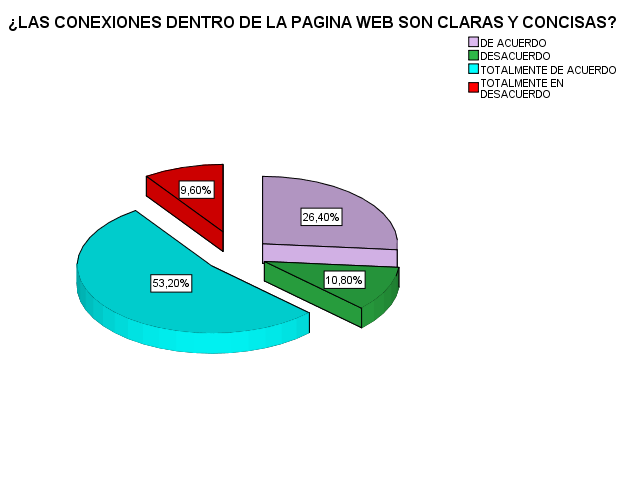 ¿LAS CONEXIONES DENTRO DE LA PAGINA WEB SON CLARAS Y CONCISAS?
DE ACUERDO
DESACUERDO
TOTALMENTE DE ACUERDO
TOTALMENTE EN
DESACUERDO
9,60%
26,40%
53,20%
10,80%